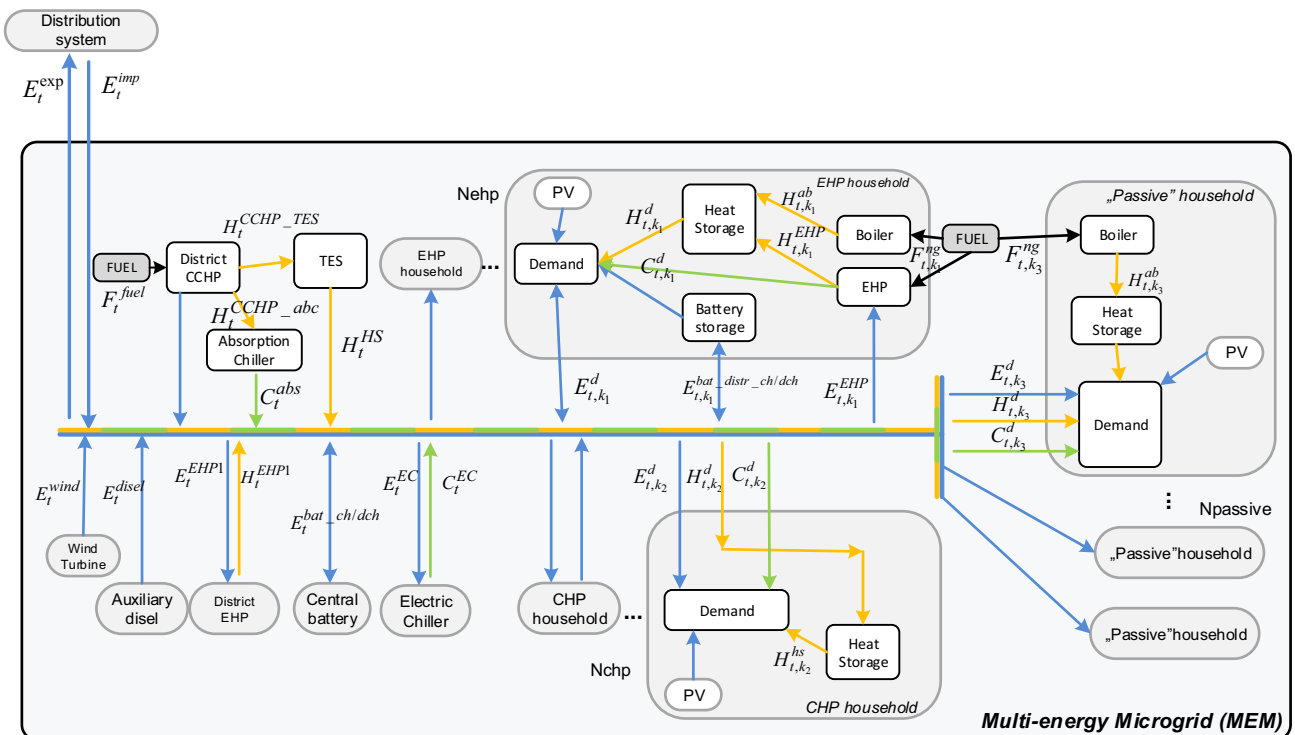 Distribution
system
E_t^{exp}
E_t^{imp}
H_t^{CCHP_TES}
FUEL
District
CCHP
TES
F_t^{fuel}
H_t^{CCHP_abc}
Absorption
Chiller
H_t^{HS}
C_t^{abs}
EHP
household
...
Nehp
PV
EHP household
H_{t,k_1}^{d}
Heat
Storage
H_{t,k_1}^{ab}
Boiler
H_{t,k_1}^{EHP}
Demand
C_{t,k_1}^{d}
EHP
Battery
storage
FUEL
F_{t,k_1}^{ng}
F_{t,k_3}^{ng}
E_{t,k_1}^{d}
E_{t,k_1}^{bat_distr_ch/dch}
E_{t,k_1}^{EHP}
„Passive” household
Boiler
H_{t,k_3}^{ab}
Heat
Storage
PV
E_{t,k_3}^{d}
H_{t,k_3}^{d}
C_{t,k_3}^{d}
Demand
⋮
Npassive
„Passive”household
„Passive”household
E_t^{wind}
E_t^{disel}
E_t^{EHP1}
H_t^{EHP1}
E_t^{bat_ch/dch}
E_t^{EC}
C_t^{EC}
Wind
Turbine
Auxiliary
disel
District
EHP
Central
battery
Electric
Chiller
CHP
household
...
E_{t,k_2}^{d}
H_{t,k_2}^{d}
C_{t,k_2}^{d}
Demand
Heat
Storage
H_{t,k_2}^{hs}
Nchp
PV
CHP household
Multi-energy Microgrid (MEM)